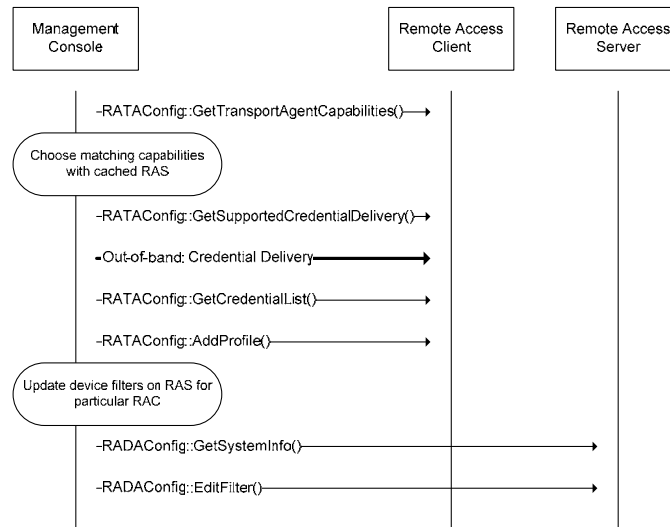 Management
Console
Remote Access
Client
Remote Access
Server
RATAConfig::GetTransportAgentCapabilities()
Choose matching capabilities
with cached RAS
RATAConfig::GetSupportedCredentialDelivery()
Out-of-band: Credential Delivery
RATAConfig::GetCredentialList()
RATAConfig::AddProfile()
Update device filters on RAS for
particular RAC
RADAConfig::GetSystemInfo()
RADAConfig::EditFilter()